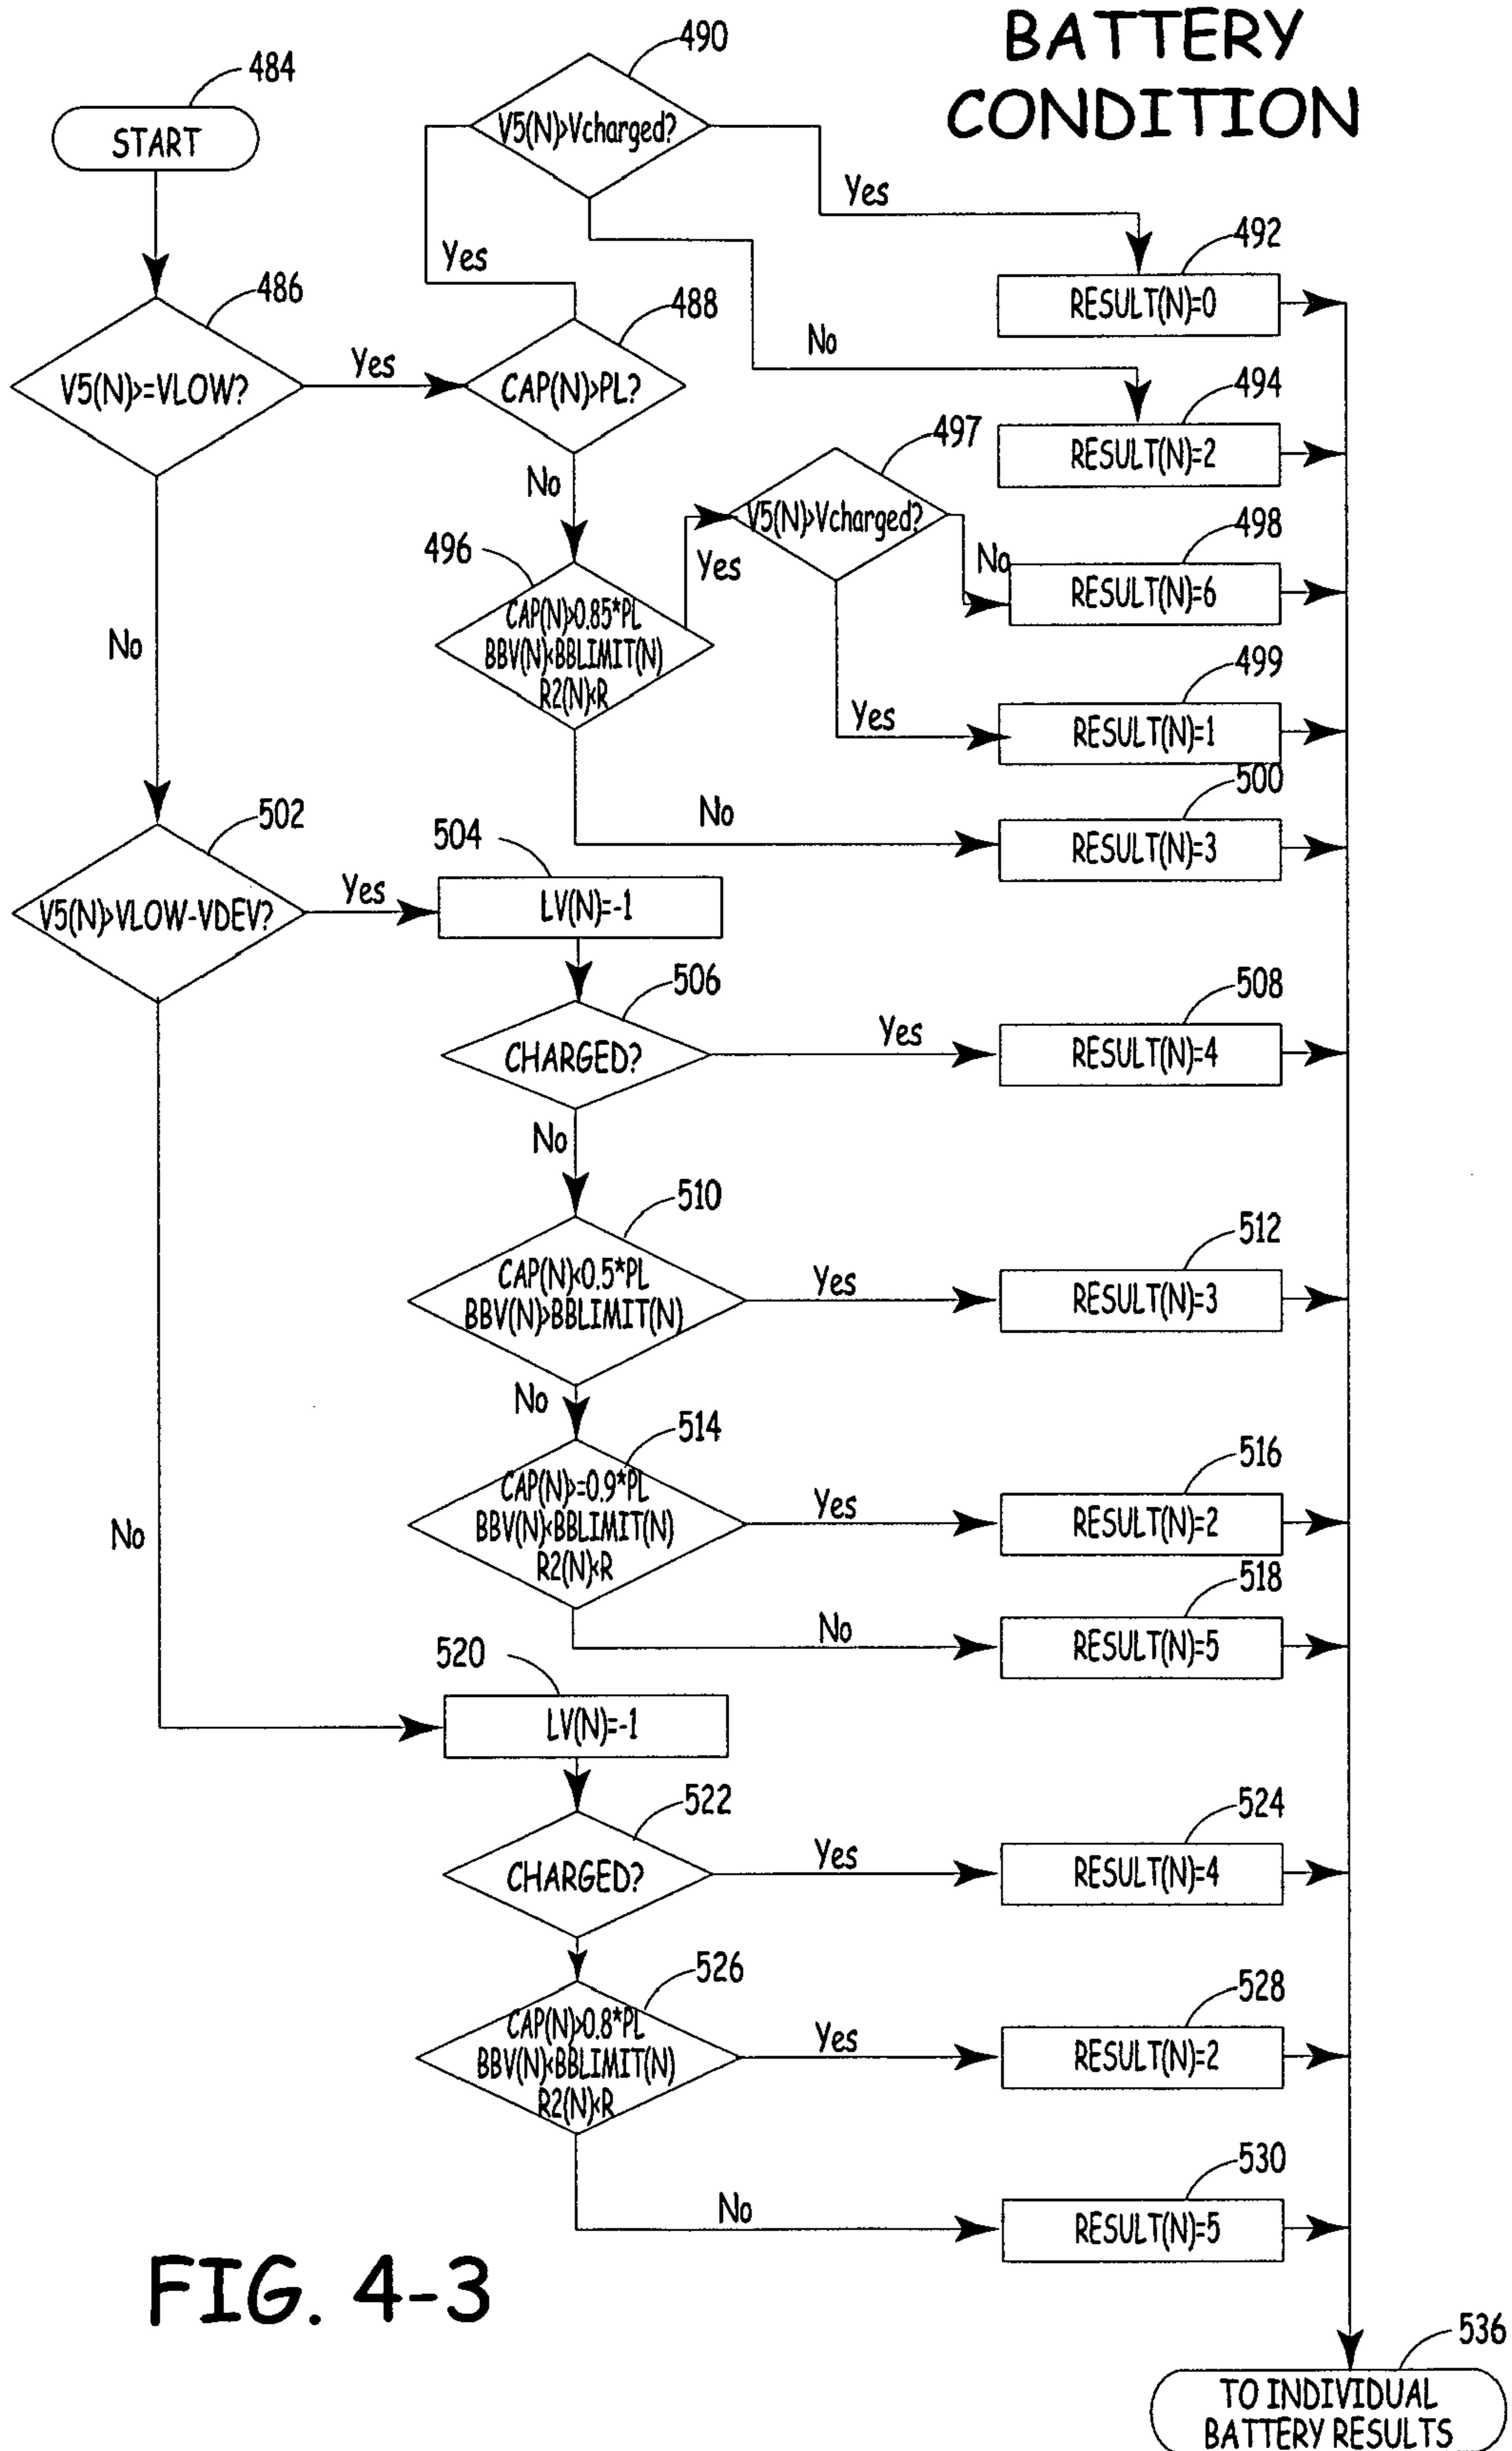 BATTERY
CONDITION
490
484
START
V5(N)>Vcharged?
Yes
Yes
492
RESULT(N)=0
486
488
No
V5(N)>=VLOW?
Yes
CAP(N)>PL?
494
RESULT(N)=2
497
No
V5(N)>Vcharged?
No
498
RESULT(N)=6
496
Yes
CAP(N)>0.85*PL
BBV(N)<BBLIMIT(N)
R2(N)<R
No
499
Yes
RESULT(N)=1
500
No
RESULT(N)=3
502
504
V5(N)>VLOW-VDEV?
Yes
LV(N)=-1
506
508
CHARGED?
Yes
RESULT(N)=4
No
510
512
CAP(N)<0.5*PL
BBV(N)>BBLIMIT(N)
Yes
RESULT(N)=3
No
514
516
CAP(N)>=0.9*PL
BBV(N)<BBLIMIT(N)
R2(N)<R
Yes
RESULT(N)=2
No
518
No
RESULT(N)=5
520
LV(N)=-1
522
524
CHARGED?
Yes
RESULT(N)=4
526
528
CAP(N)>0.8*PL
BBV(N)<BBLIMIT(N)
R2(N)<R
Yes
RESULT(N)=2
530
No
RESULT(N)=5
FIG. 4-3
536
TO INDIVIDUAL
BATTERY RESULTS